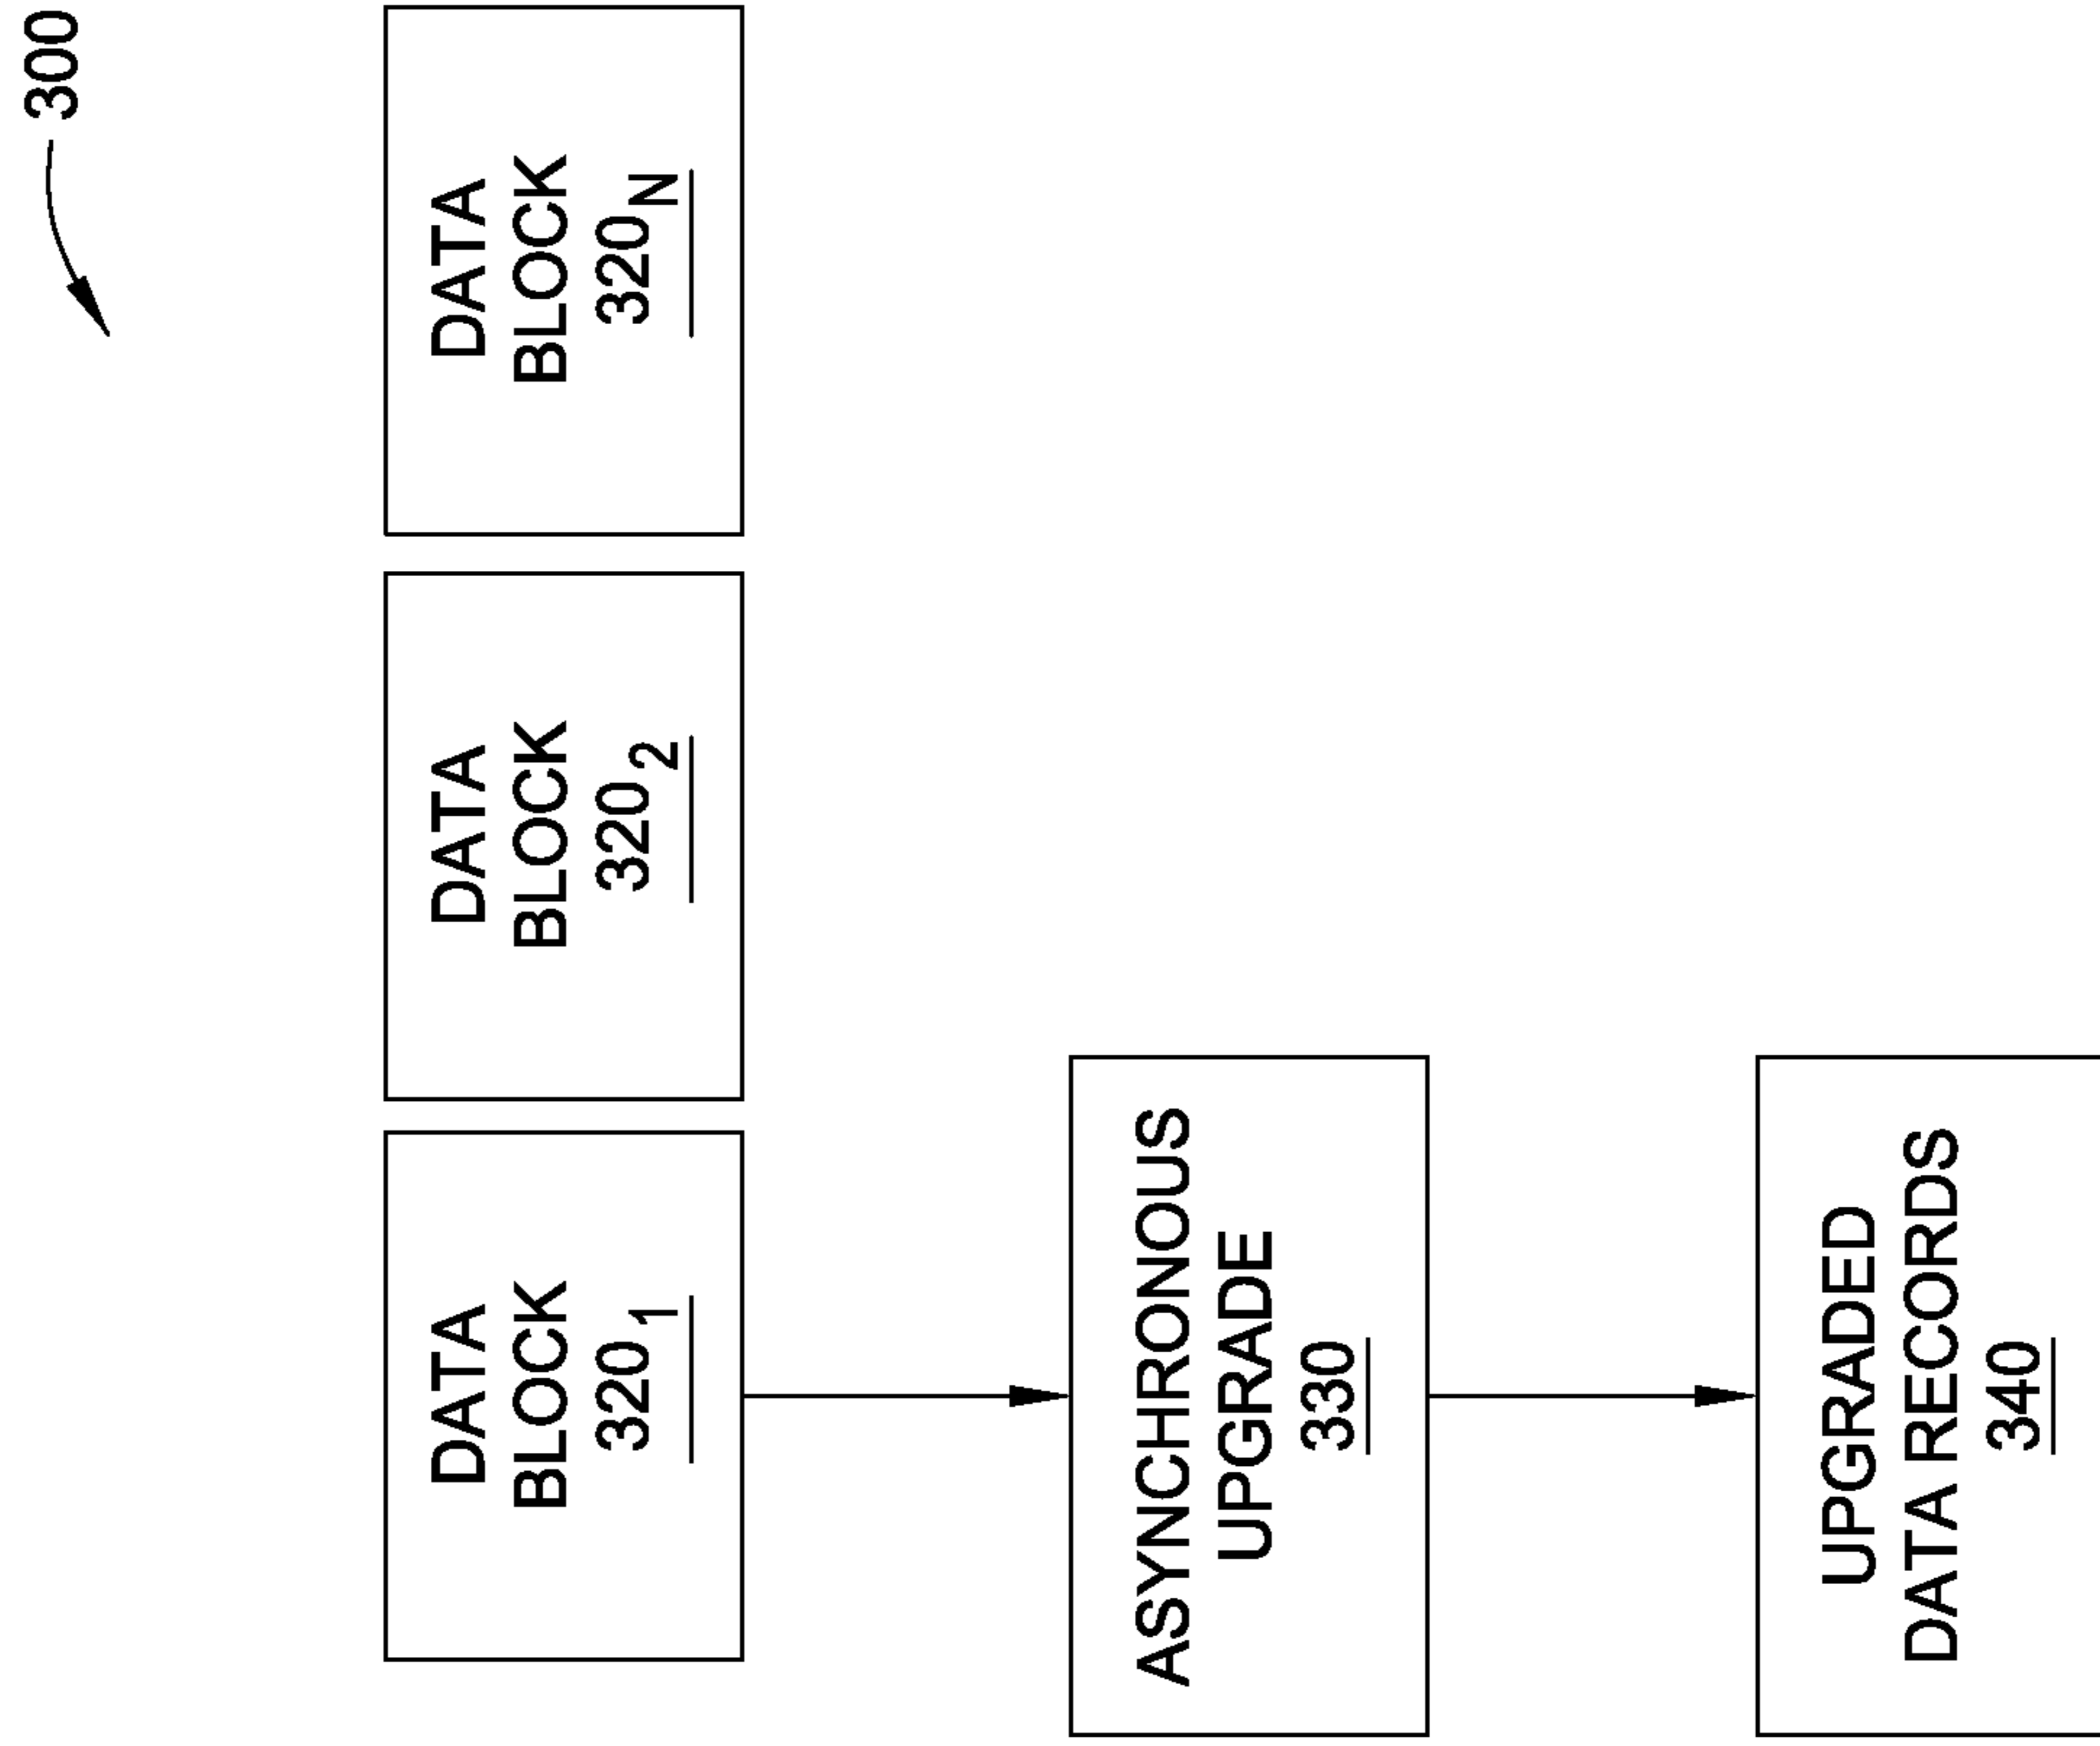 300
DATA
BLOCK
320₁
DATA
BLOCK
320₂
DATA
BLOCK
320N
ASYNCHRONOUS
UPGRADE
330
UPGRADED
DATA RECORDS
340